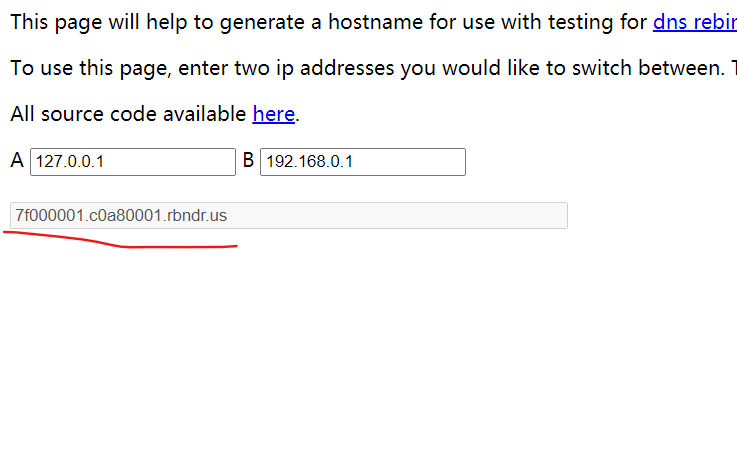 This page will help to generate a hostname for use with testing for dns rebin
To use this page, enter two ip addresses you would like to switch between. T
All source code available here.
A 127.0.0.1 B 192.168.0.1
7f000001.c0a80001.rbndr.us